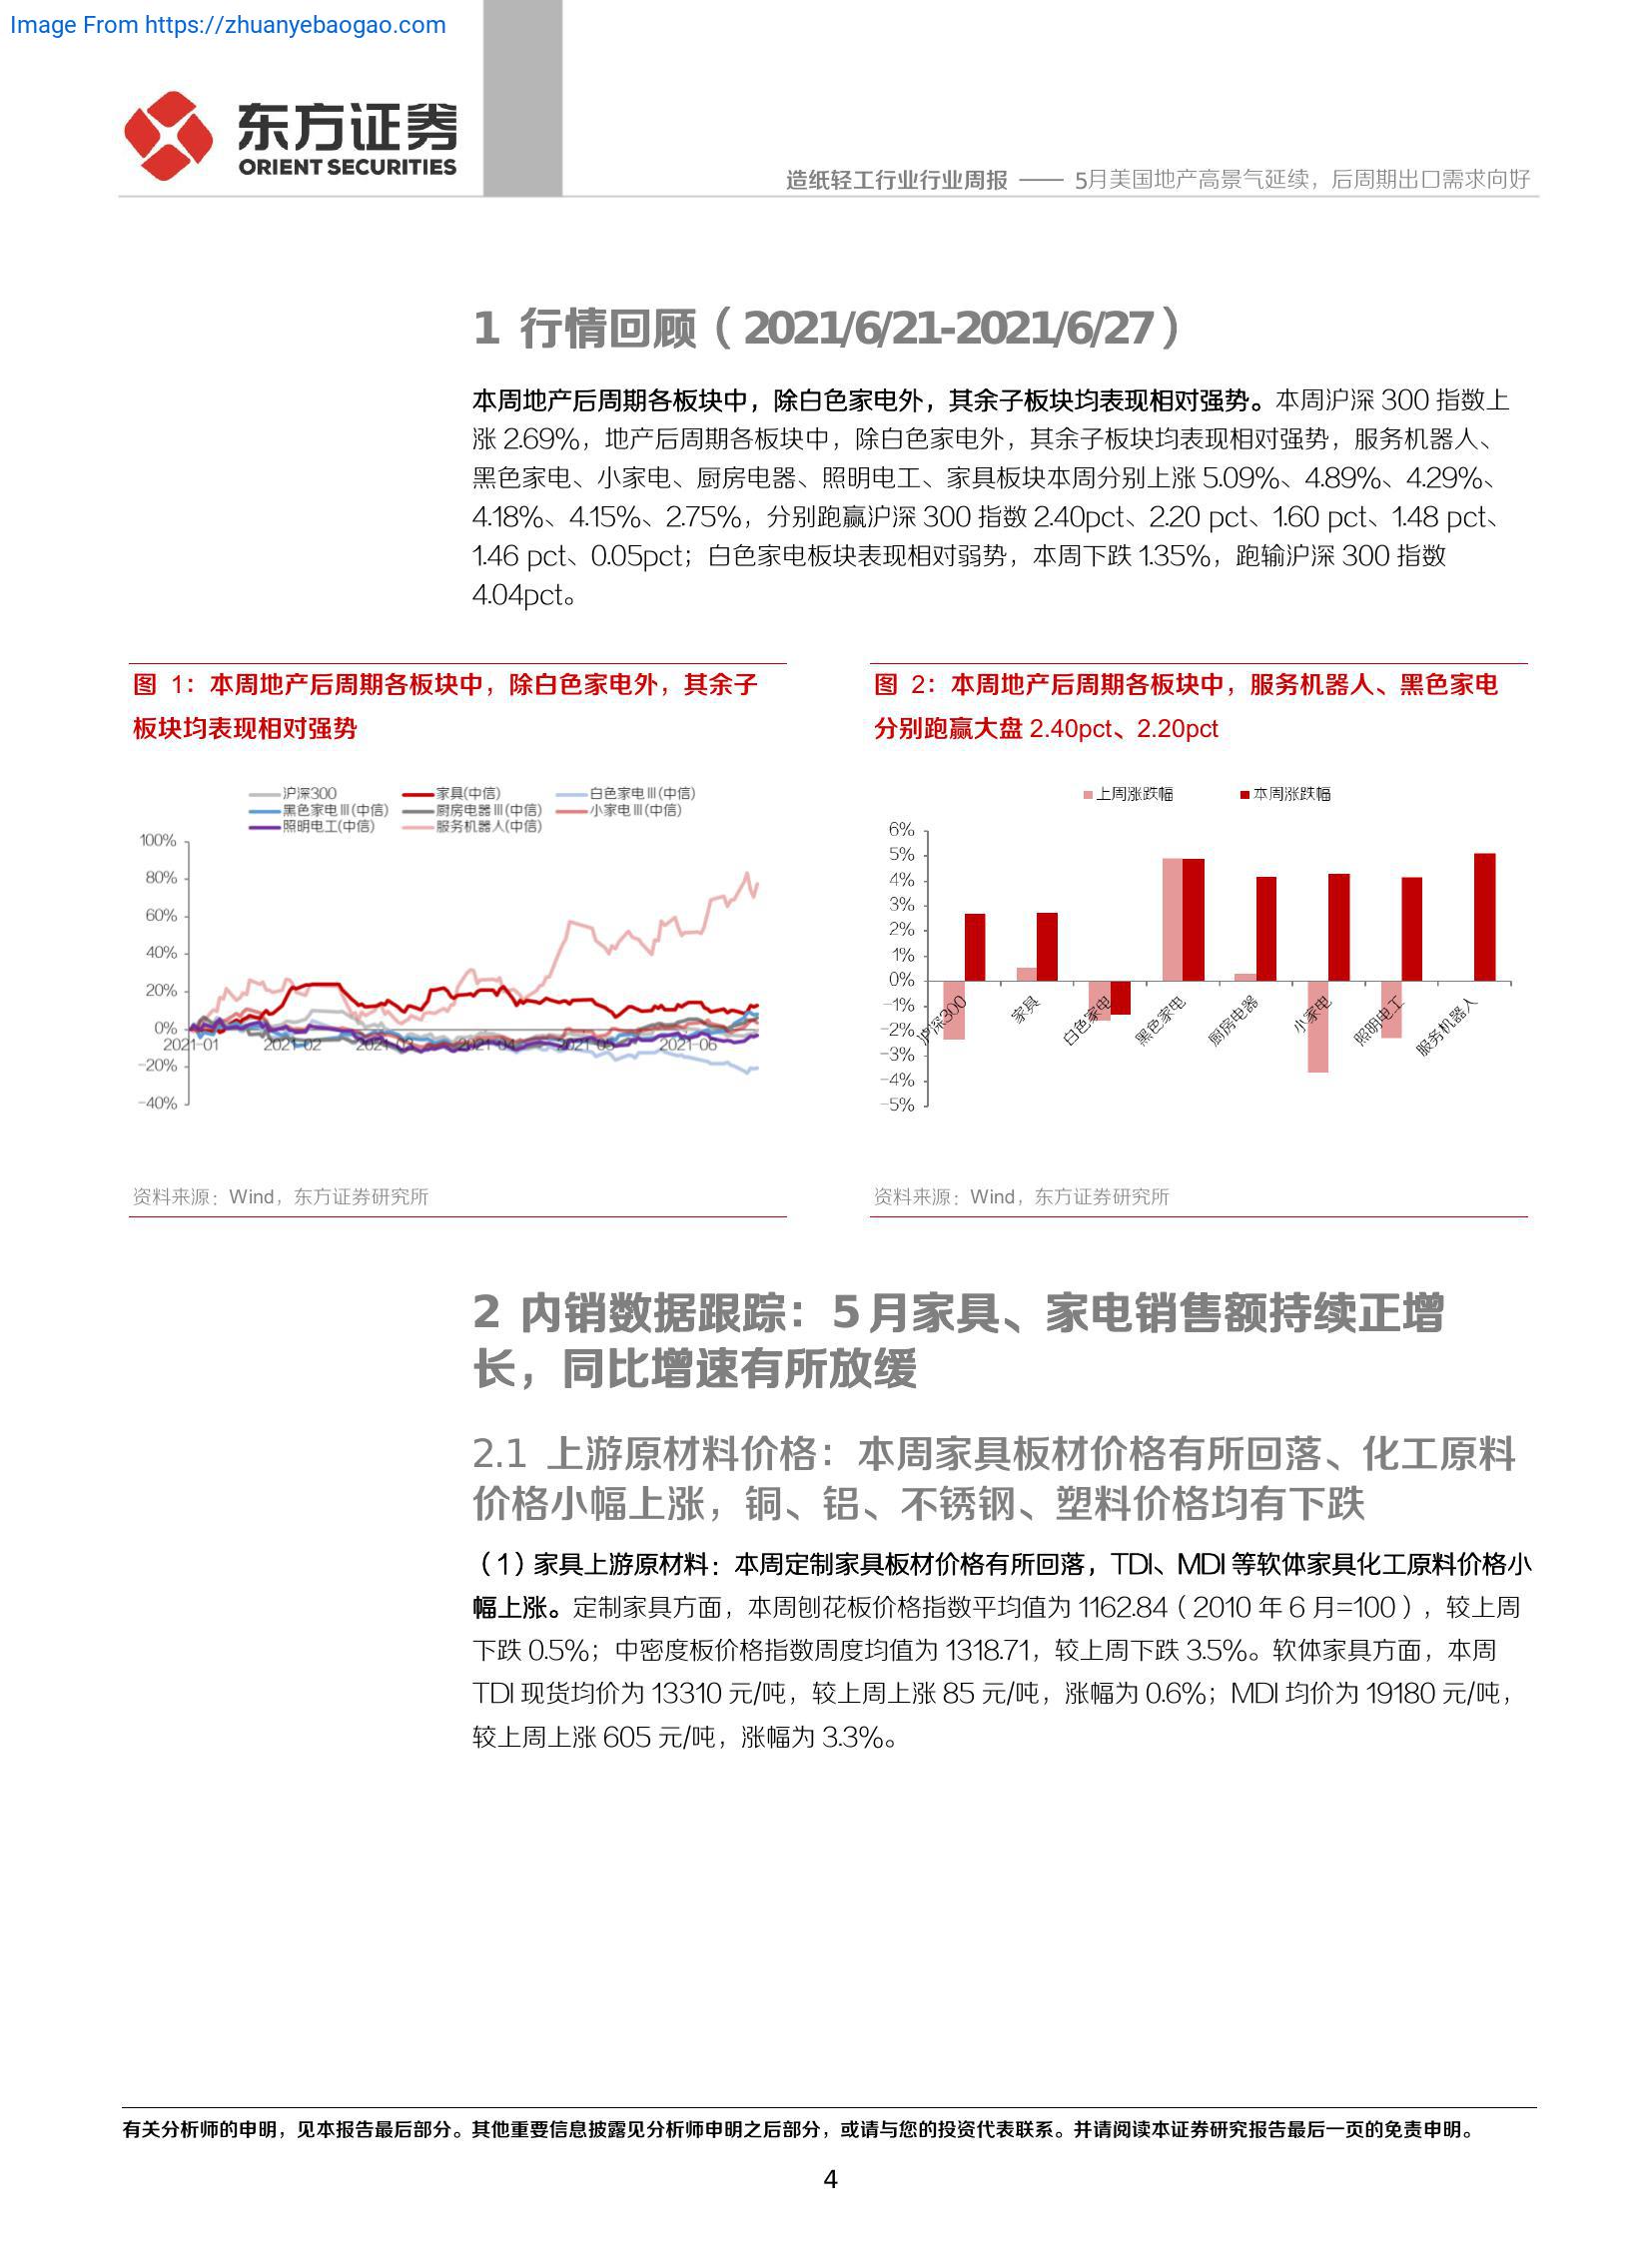 Image From https://zhuanyebaogao.com
东方证券
ORIENT SECURITIES
造纸轻工行业行业周报 —— 5月美国地产高景气延续，后周期出口需求向好
1 行情回顾（2021/6/21-2021/6/27）
本周地产后周期各板块中，除白色家电外，其余子板块均表现相对强势。本周沪深 300 指数上
涨 2.69%，地产后周期各板块中，除白色家电外，其余子板块均表现相对强势，服务机器人、
黑色家电、小家电、厨房电器、照明电工、家具板块本周分别上涨 5.09%、4.89%、4.29%、
4.18%、4.15%、2.75%，分别跑赢沪深 300 指数 2.40pct、2.20 pct、1.60 pct、1.48 pct、
1.46 pct、0.05pct；白色家电板块表现相对弱势，本周下跌 1.35%，跑输沪深 300 指数
4.04pct。
图 1：本周地产后周期各板块中，除白色家电外，其余子
板块均表现相对强势
沪深300 家具(中信) 白色家电Ⅲ(中信)
黑色家电Ⅲ(中信) 厨房电器Ⅲ(中信) 小家电Ⅲ(中信)
照明电工(中信) 服务机器人(中信)
100%
80%
60%
40%
20%
0%
2021-01 2021-02 2021-03 2021-04 2021-05 2021-06
-20%
-40%
资料来源：Wind，东方证券研究所
图 2：本周地产后周期各板块中，服务机器人、黑色家电
分别跑赢大盘 2.40pct、2.20pct
上周涨跌幅 本周涨跌幅
6%
5%
4%
3%
2%
1%
0%
-1%
-2%
-3%
-4%
-5%
沪深300 家具 白色家电 黑色家电 厨房电器 小家电 照明电工 服务机器人
资料来源：Wind，东方证券研究所
2 内销数据跟踪：5 月家具、家电销售额持续正增
长，同比增速有所放缓
2.1 上游原材料价格：本周家具板材价格有所回落、化工原料
价格小幅上涨，铜、铝、不锈钢、塑料价格均有下跌
（1）家具上游原材料：本周定制家具板材价格有所回落，TDI、MDI 等软体家具化工原料价格小
幅上涨。定制家具方面，本周刨花板价格指数平均值为 1162.84（2010 年 6 月=100），较上周
下跌 0.5%；中密度板价格指数周度均值为 1318.71，较上周下跌 3.5%。软体家具方面，本周
TDI 现货均价为 13310 元/吨，较上周上涨 85 元/吨，涨幅为 0.6%；MDI 均价为 19180 元/吨，
较上周上涨 605 元/吨，涨幅为 3.3%。
有关分析师的申明，见本报告最后部分。其他重要信息披露见分析师申明之后部分，或请与您的投资代表联系。并请阅读本证券研究报告最后一页的免责申明。
4